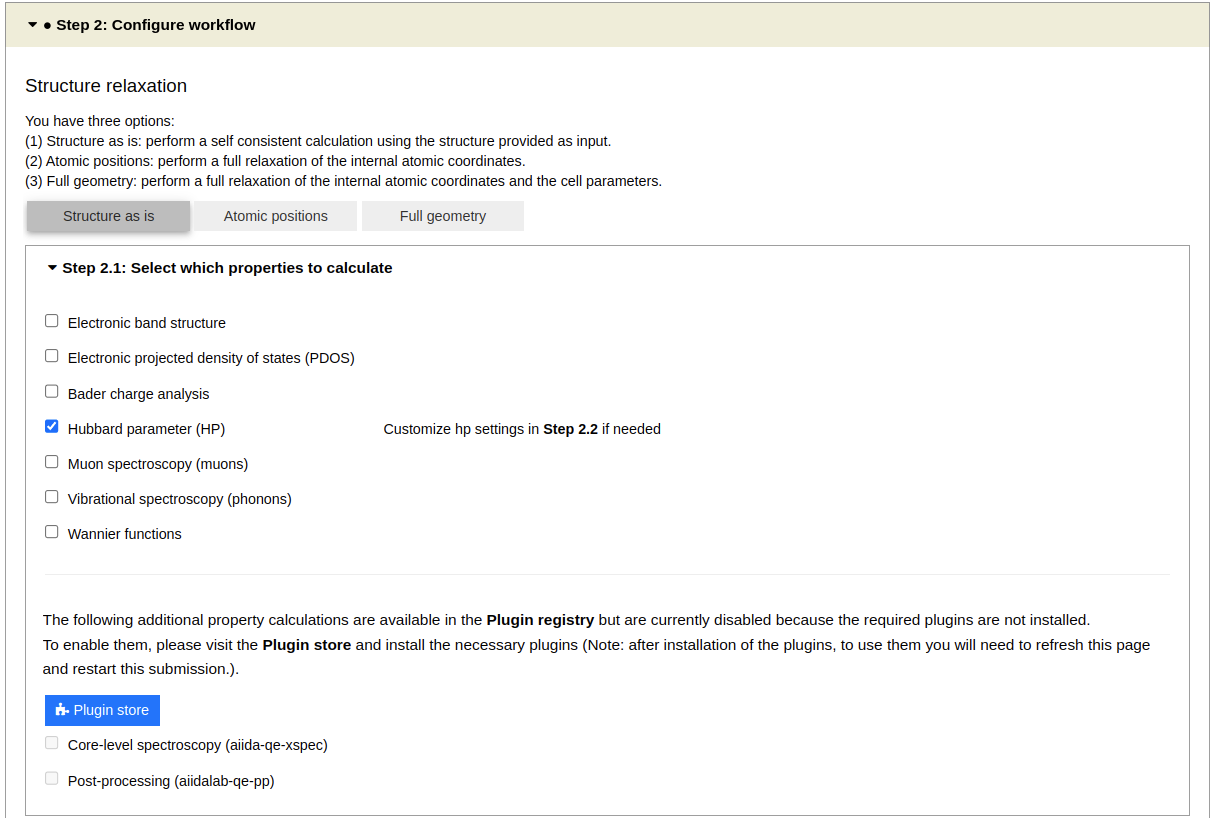 Step 2: Configure workflow
Structure relaxation
You have three options:
(1) Structure as is: perform a self consistent calculation using the structure provided as input.
(2) Atomic positions: perform a full relaxation of the internal atomic coordinates.
(3) Full geometry: perform a full relaxation of the internal atomic coordinates and the cell parameters.
Structure as is Atomic positions Full geometry
Step 2.1: Select which properties to calculate
Electronic band structure
Electronic projected density of states (PDOS)
Bader charge analysis
Hubbard parameter (HP) Customize hp settings in Step 2.2 if needed
Muon spectroscopy (muons)
Vibrational spectroscopy (phonons)
Wannier functions
The following additional property calculations are available in the Plugin registry but are currently disabled because the required plugins are not installed.
To enable them, please visit the Plugin store and install the necessary plugins (Note: after installation of the plugins, to use them you will need to refresh this page
and restart this submission.).
Plugin store
Core-level spectroscopy (aiida-qe-xspec)
Post-processing (aiidalab-qe-pp)